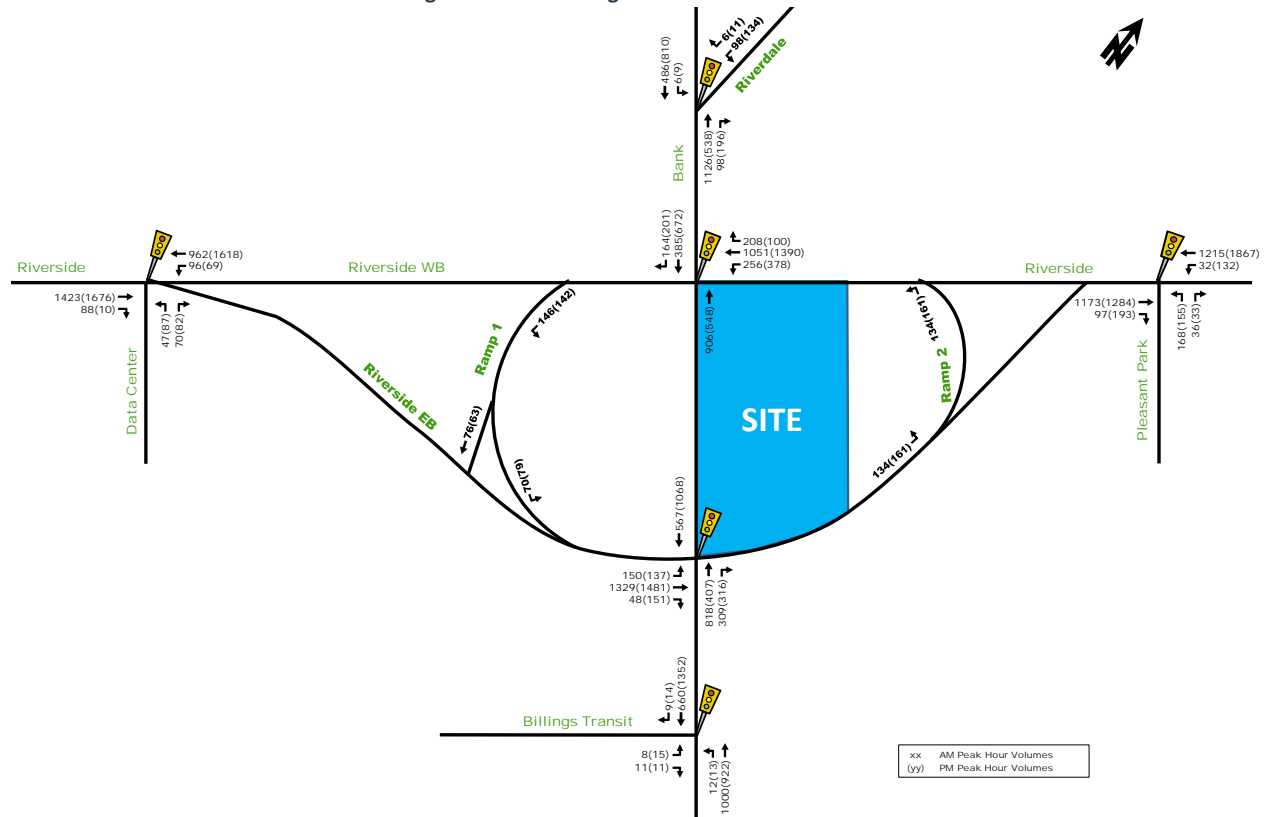 6(11)
98(134)
Riverdale
486(810)
6(9)
1126(538)
98(196)
Bank
164(201)
385(672)
208(100)
1051(1390)
256(378)
962(1618)
96(69)
1215(1867)
32(132)
Riverside
Riverside WB
Riverside
1423(1676)
88(10)
47(87)
70(82)
146(142)
906(548)
134(161)
1173(1284)
97(193)
168(155)
36(33)
Data Center
Ramp 1
Riverside EB
76(63)
70(79)
SITE
Ramp 2
134(161)
Pleasant Park
567(1068)
150(137)
1329(1481)
48(151)
818(407)
309(316)
9(14)
660(1352)
Billings Transit
8(15)
11(11)
12(13)
1000(922)
xx AM Peak Hour Volumes
(yy) PM Peak Hour Volumes